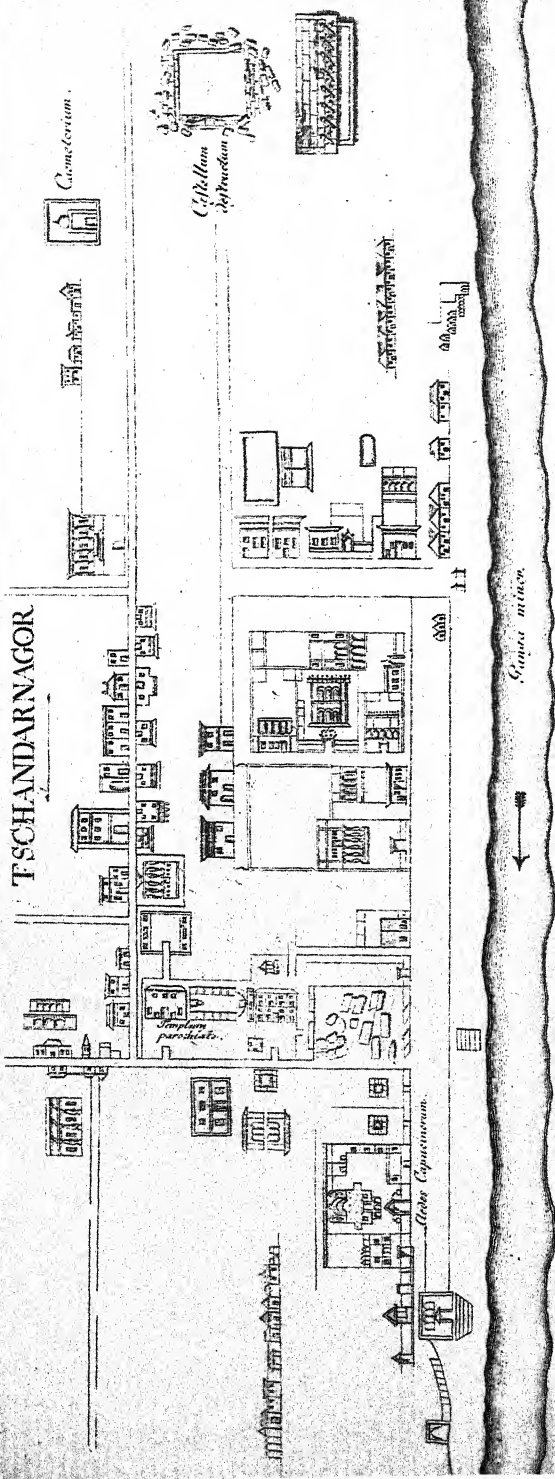 TSCHANDARNAGOR
Coemeterium.
Castellum
destructum
Templum
parochiale.
Aedes Capucinorum.
Ganga minor.